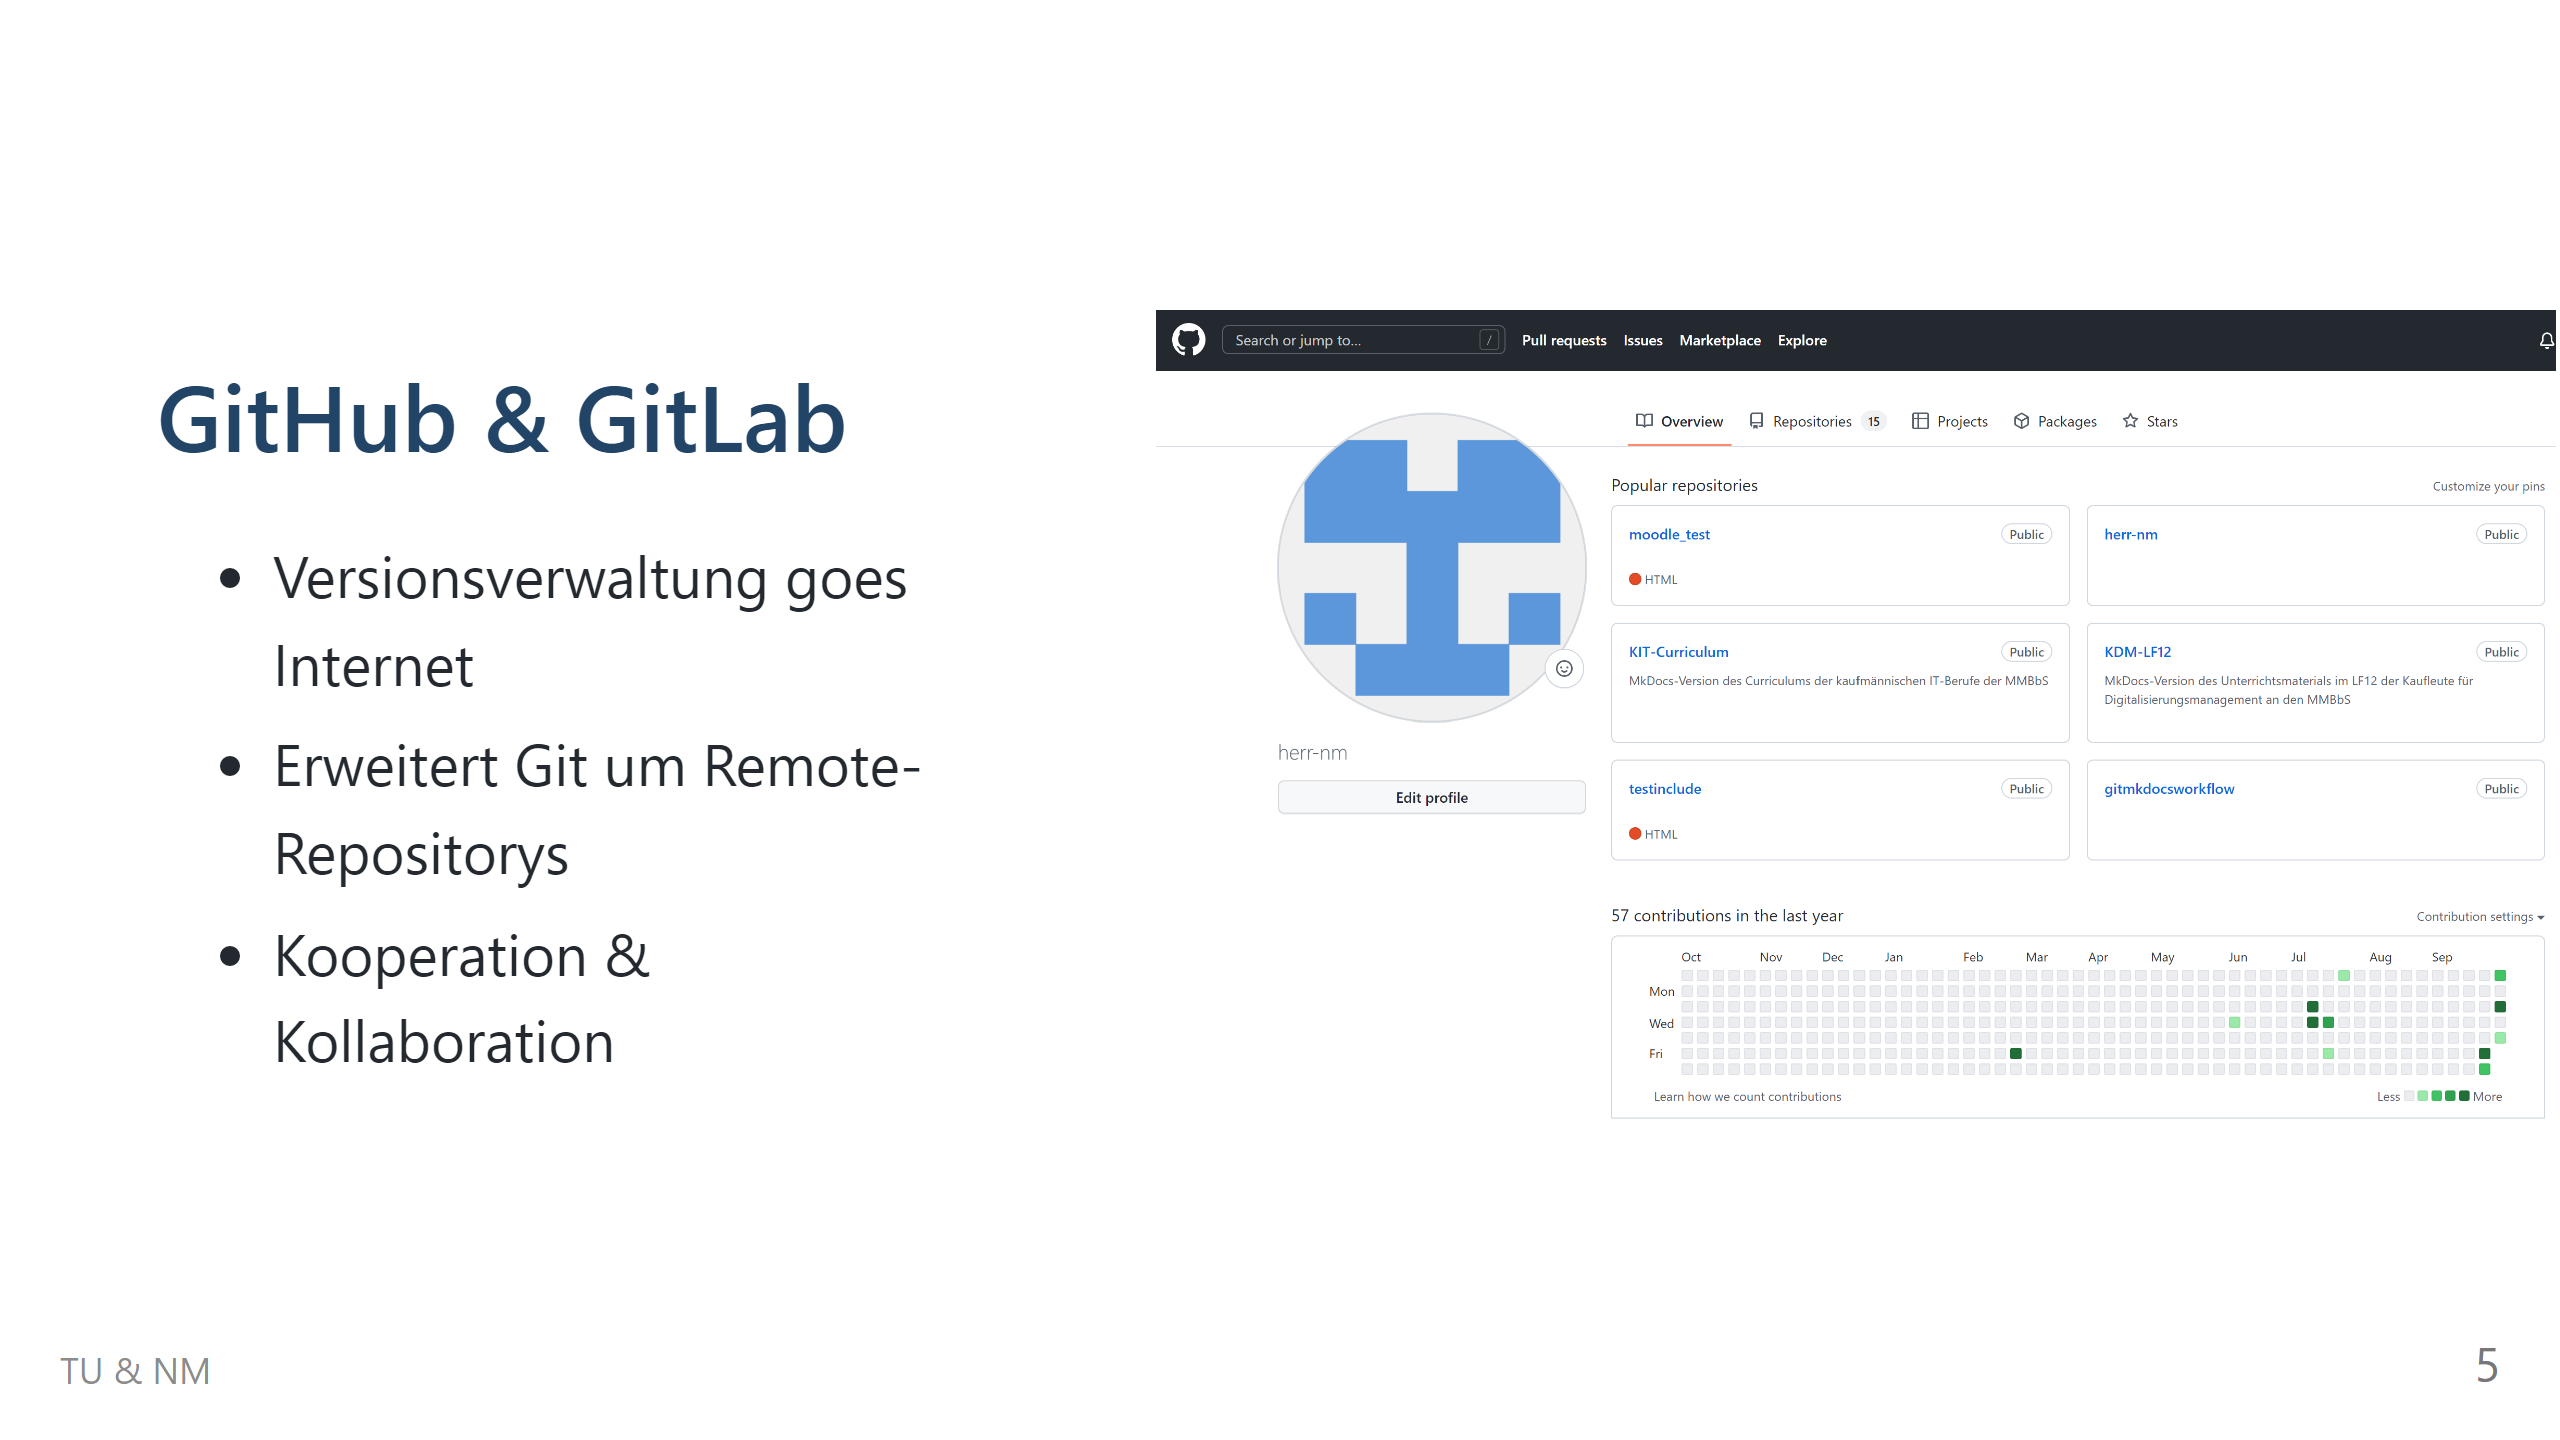 GitHub & GitLab
Versionsverwaltung goes
Internet
Erweitert Git um Remote-
Repositorys
Kooperation &
Kollaboration
Search or jump to... /
Pull requests Issues Marketplace Explore
Overview Repositories 15 Projects Packages Stars
herr-nm
Edit profile
Popular repositories Customize your pins
moodle_test Public
HTML
herr-nm Public
KIT-Curriculum Public
MkDocs-Version des Curriculums der kaufmännischen IT-Berufe der MMBbS
KDM-LF12 Public
MkDocs-Version des Unterrichtsmaterials im LF12 der Kaufleute für
Digitalisierungsmanagement an den MMBbS
testinclude Public
HTML
gitmkdocsworkflow Public
57 contributions in the last year Contribution settings
Oct Nov Dec Jan Feb Mar Apr May Jun Jul Aug Sep
Mon
Wed
Fri
Learn how we count contributions Less More
TU & NM 5